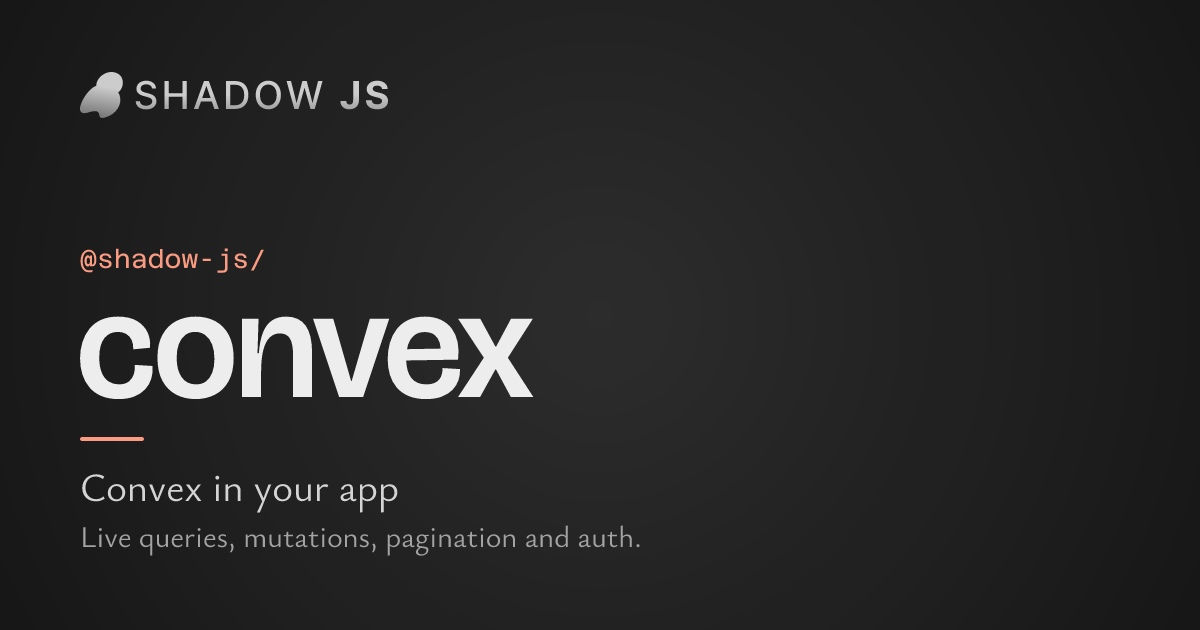 SHADOW JS
@shadow-js/
convex
Convex in your app
Live queries, mutations, pagination and auth.